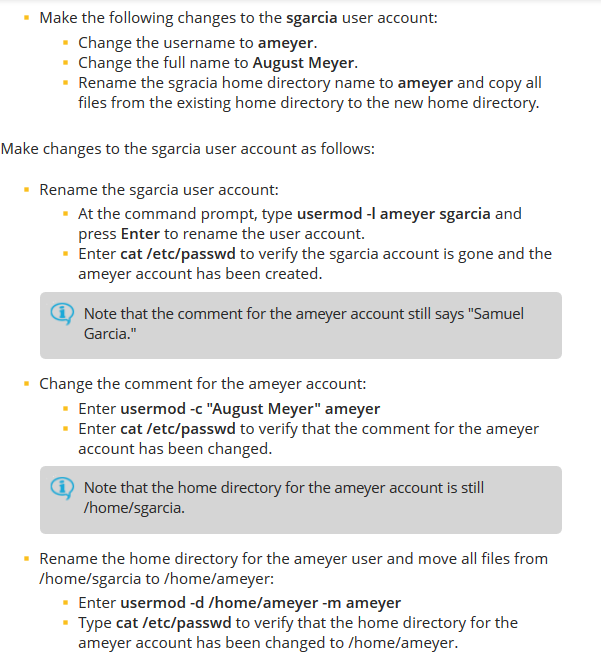 Make the following changes to the sgarcia user account:
Change the username to ameyer.
Change the full name to August Meyer.
Rename the sgracia home directory name to ameyer and copy all
files from the existing home directory to the new home directory.
Make changes to the sgarcia user account as follows:
Rename the sgarcia user account:
At the command prompt, type usermod -l ameyer sgarcia and
press Enter to rename the user account.
Enter cat /etc/passwd to verify the sgarcia account is gone and the
ameyer account has been created.
Note that the comment for the ameyer account still says "Samuel
Garcia."
Change the comment for the ameyer account:
Enter usermod -c "August Meyer" ameyer
Enter cat /etc/passwd to verify that the comment for the ameyer
account has been changed.
Note that the home directory for the ameyer account is still
/home/sgarcia.
Rename the home directory for the ameyer user and move all files from
/home/sgarcia to /home/ameyer:
Enter usermod -d /home/ameyer -m ameyer
Type cat /etc/passwd to verify that the home directory for the
ameyer account has been changed to /home/ameyer.